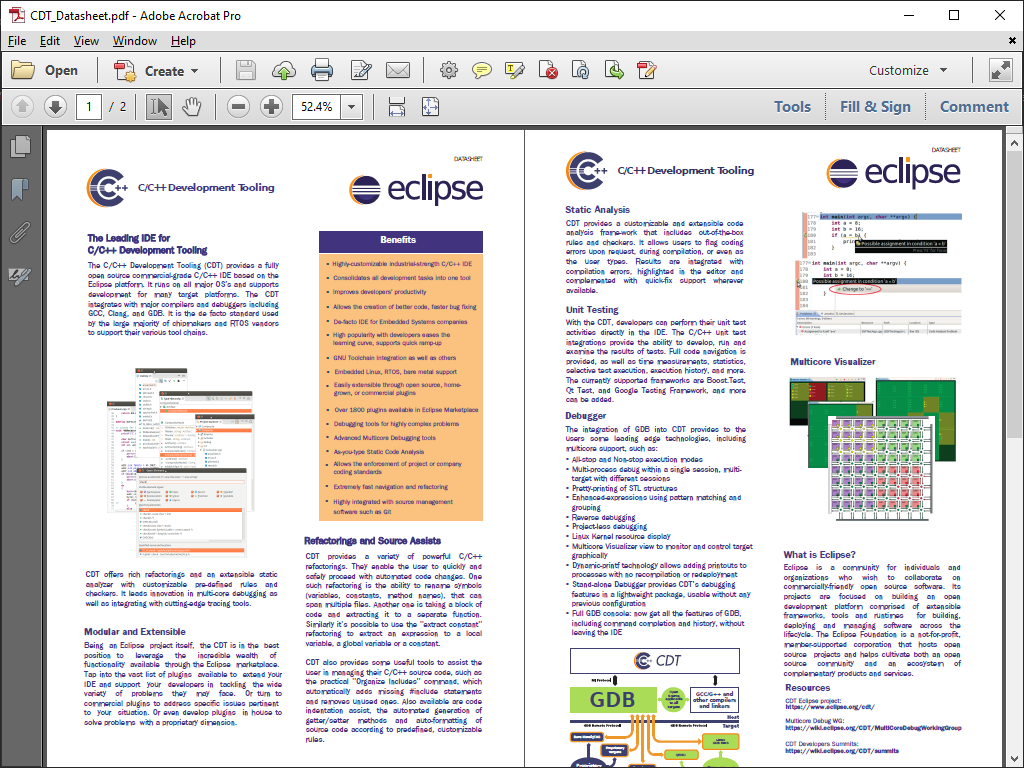 CDT_Datasheet.pdf - Adobe Acrobat Pro
File Edit View Window Help
Open Create Customize
1 / 2 52.4% Tools Fill & Sign Comment
DATASHEET
C/C++ Development Tooling
eclipse
The Leading IDE for
C/C++ Development Tooling
The C/C++ Development Tooling (CDT) provides a fully
open source commercial-grade C/C++ IDE based on the
Eclipse platform. It runs on all major OS's and supports
development for many target platforms. The CDT
integrates with major compilers and debuggers including
GCC, Clang, and GDB. It is the de facto standard used
by the large majority of chipmakers and RTOS vendors
to support their various tool chains.
CDT offers rich refactorings and an extensible static
analyzer with customizable pre-defined rules and
checkers. It leads innovation in multi-core debugging as
well as integrating with cutting-edge tracing tools.
Modular and Extensible
Being an Eclipse project itself, the CDT is in the best
position to leverage the incredible wealth of
functionality available through the Eclipse marketplace.
Tap into the vast list of plugins available to extend your
IDE and support your developers in tackling the wide
variety of problems they may face. Or turn to
commercial plugins to address specific issues pertinent
to your situation. Or even develop plugins in house to
solve problems with a proprietary dimension.
Benefits
• Highly-customizable industrial-strength C/C++ IDE
• Consolidates all development tasks into one tool
• Improves developers' productivity
• Allows the creation of better code, faster bug fixing
• De-facto IDE for Embedded Systems companies
• High popularity with developers eases the
learning curve, supports quick ramp-up
• GNU Toolchain Integration as well as others
• Embedded Linux, RTOS, bare metal support
• Easily extensible through open source, home-
grown, or commercial plugins
• Over 1800 plugins available in Eclipse Marketplace
• Debugging tools for highly complex problems
• Advanced Multicore Debugging tools
• As-you-type Static Code Analysis
• Allows the enforcement of project or company
coding standards
• Extremely fast navigation and refactoring
• Highly integrated with source management
software such as Git
Refactorings and Source Assists
CDT provides a variety of powerful C/C++
refactorings. They enable the user to quickly and
safely proceed with automated code changes. One
such refactoring is the ability to rename symbols
(variables, constants, method names), that can
span multiple files. Another one is taking a block of
code and extracting it to a separate function.
Similarly it's possible to use the "extract constant"
refactoring to extract an expression to a local
variable, a global variable or a constant.
CDT also provides some useful tools to assist the
user in managing their C/C++ source code, such as
the practical "Organize Includes" command, which
automatically adds missing #include statements
and removes unused ones. Also available are code
indentation assist, the automated generation of
getter/setter methods and auto-formatting of
source code according to predefined, customizable
rules.
DATASHEET
C/C++ Development Tooling
eclipse
Static Analysis
CDT provides a customizable and extensible code
analysis frame-work that includes out-of-the-box
rules and checkers. It allows users to flag coding
errors upon request, during compilation, or even as
the user types. Results are integrated with
compilation errors, highlighted in the editor and
complemented with quick-fix support wherever
available.
Unit Testing
With the CDT, developers can perform their unit test
activities directly in the IDE. The C/C++ unit test
integrations provide the ability to develop, run and
examine the results of tests. Full code navigation is
provided, as well as time measurements, statistics,
selective test execution, execution history, and more.
The currently supported frameworks are Boost.Test,
Qt Test, and Google Testing Framework, and more
can be added.
Debugger
The integration of GDB into CDT provides to the
users some leading edge technologies, including
multicore support, such as:
• All-stop and Non-stop execution modes
• Multi-process debug within a single session, multi-
target with different sessions
• Pretty-printing of STL structures
• Enhanced-expressions using pattern matching and
grouping
• Reverse debugging
• Project-less debugging
• Linux Kernel resource display
• Multicore Visualizer view to monitor and control target
graphically
• Dynamic-printf technology allows adding printouts to
processes with no recompilation or redeployment
• Stand-alone Debugger provides CDT's debugging
features in a lightweight package, usable without any
previous configuration
• Full GDB console: now get all the features of GDB,
including command completion and history, without
leaving the IDE
CDT
MI Protocol
GDB
GCC/G++ and
other compilers
and linkers
Host
Target
GDB Remote Protocol GDB Remote Protocol
int main(int argc, char **argv) {
int a = 0;
int b = 16;
if (a = b) {
Possible assignment in condition 'a = b'
int main(int argc, char **argv) {
int a = 0;
int b = 16;
Possible assignment in condition 'a = b'
Change to '=='
Multicore Visualizer
What is Eclipse?
Eclipse is a community for individuals and
organizations who wish to collaborate on
commercially-friendly open source software. Its
projects are focused on building an open
development platform comprised of extensible
frameworks, tools and runtimes for building,
deploying and managing software across the
lifecycle. The Eclipse Foundation is a not-for-profit,
member-supported corporation that hosts open
source projects and helps cultivate both an open
source community and an ecosystem of
complementary products and services.
Resources
CDT Eclipse project:
https://www.eclipse.org/cdt/
Multicore Debug WG:
https://wiki.eclipse.org/CDT/MultiCoreDebugWorkingGroup
CDT Developers Summits:
https://wiki.eclipse.org/CDT/summits